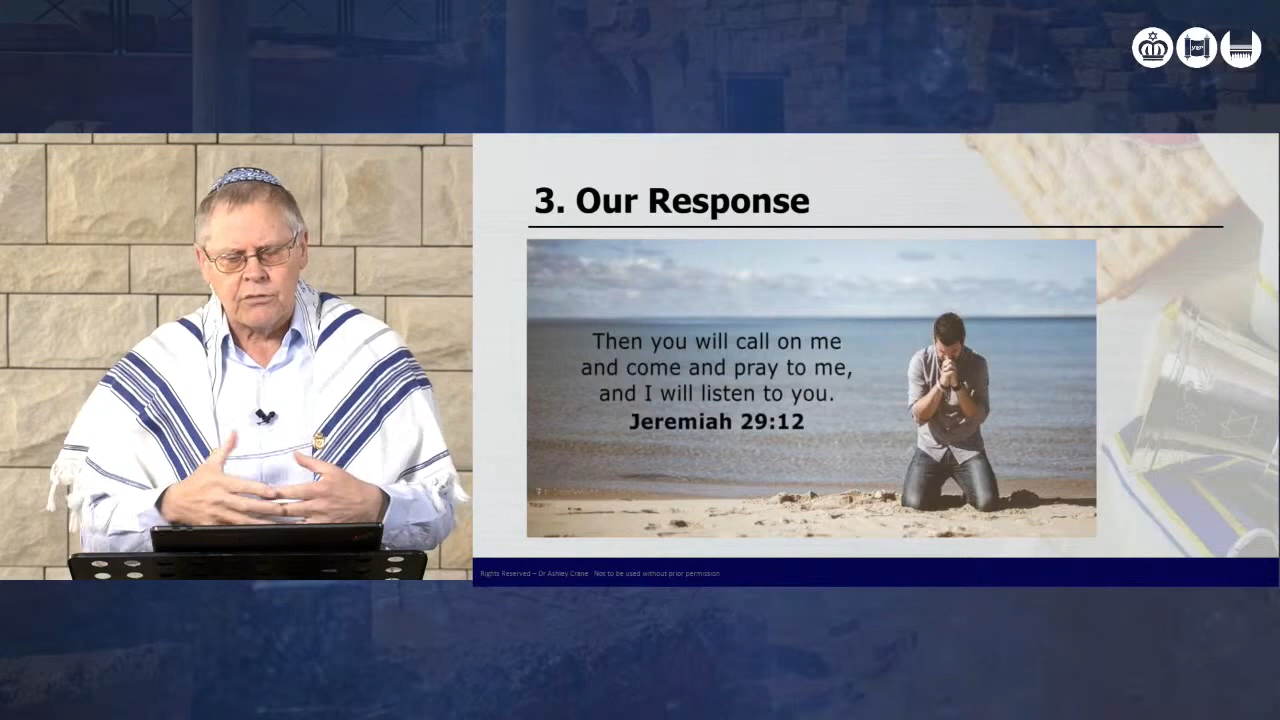 3. Our Response
Then you will call on me
and come and pray to me,
and I will listen to you.
Jeremiah 29:12
Rights Reserved – Dr Ashley Crane   Not to be used without prior permission